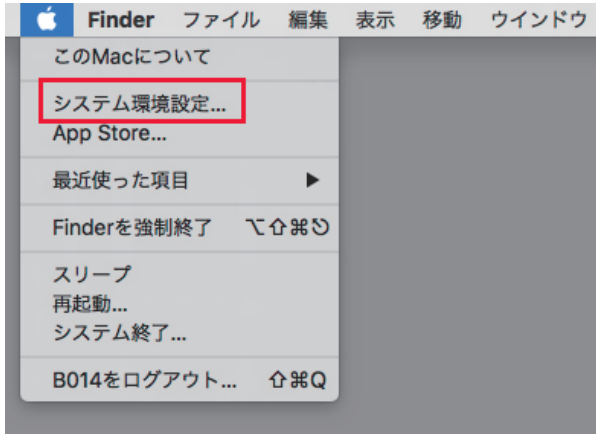 Finder ファイル 編集 表示 移動 ウインドウ
このMacについて
システム環境設定...
App Store...
最近使った項目 ▶
Finderを強制終了 ⌥⇧⌘⎋
スリープ
再起動...
システム終了...
B014をログアウト... ⇧⌘Q